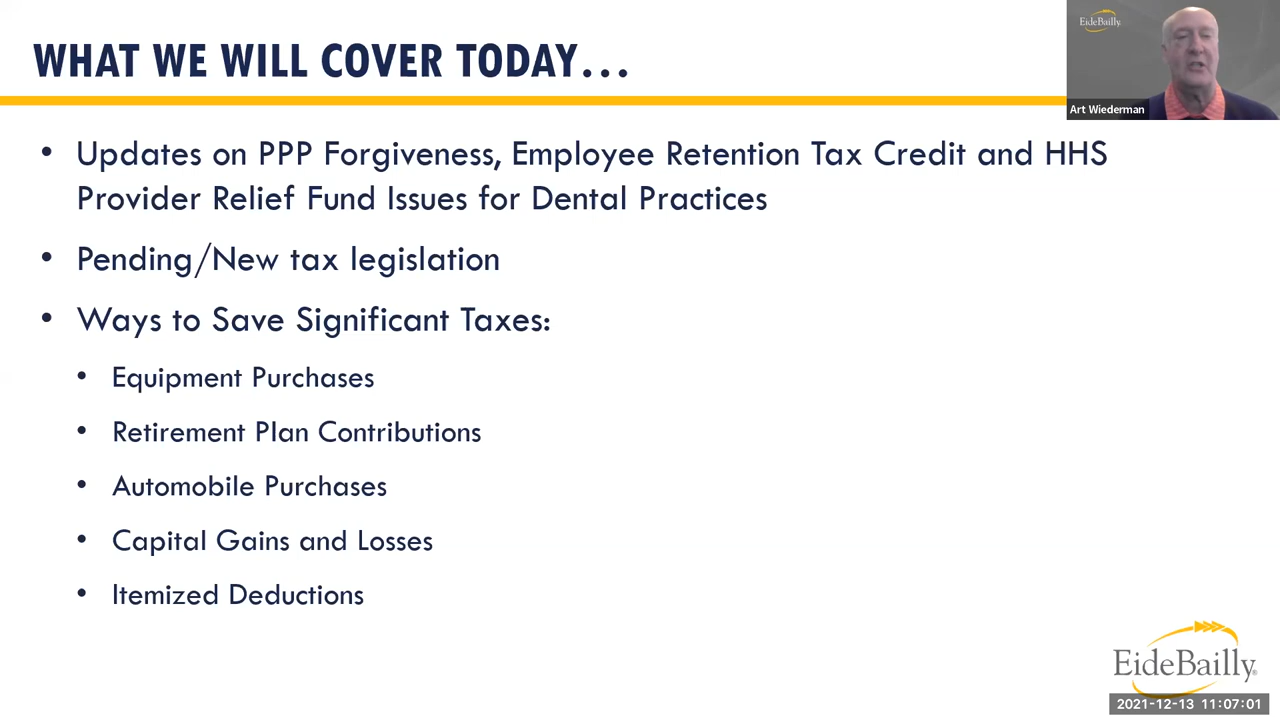 WHAT WE WILL COVER TODAY...
EideBailly.
Art Wiederman
• Updates on PPP Forgiveness, Employee Retention Tax Credit and HHS
Provider Relief Fund Issues for Dental Practices
• Pending/New tax legislation
• Ways to Save Significant Taxes:
• Equipment Purchases
• Retirement Plan Contributions
• Automobile Purchases
• Capital Gains and Losses
• Itemized Deductions
EideBailly®
2021-12-13 11:07:01